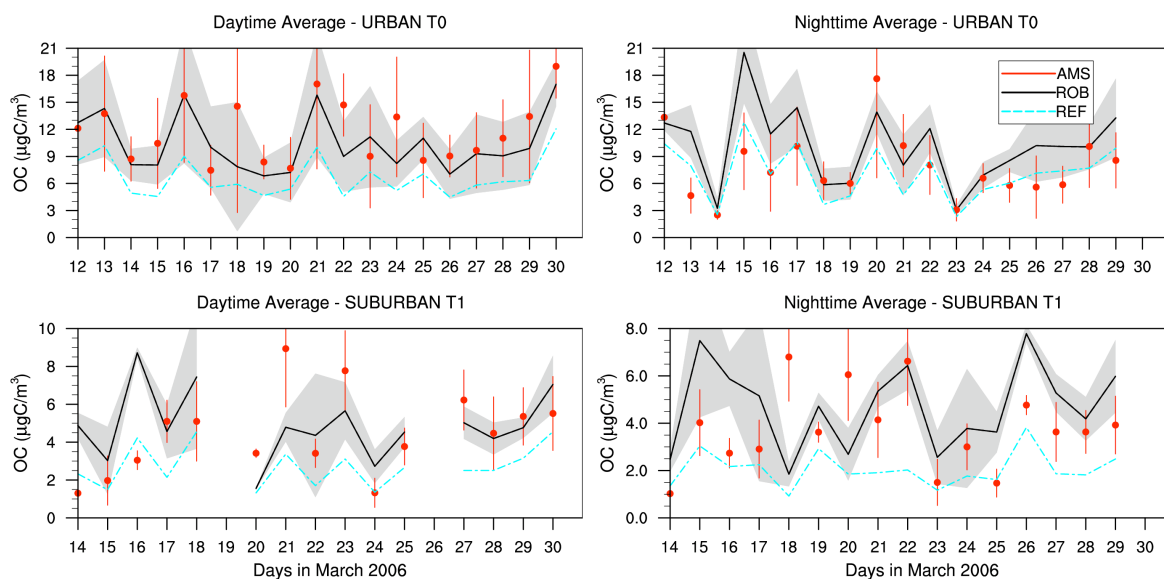 Daytime Average - URBAN T0
Nighttime Average - URBAN T0
OC (µgC/m³)
21
18
15
12
9
6
3
0
12 13 14 15 16 17 18 19 20 21 22 23 24 25 26 27 28 29 30
OC (µgC/m³)
21
18
15
12
9
6
3
0
AMS
ROB
REF
12 13 14 15 16 17 18 19 20 21 22 23 24 25 26 27 28 29 30
Daytime Average - SUBURBAN T1
Nighttime Average - SUBURBAN T1
OC (µgC/m³)
10
8
6
4
2
0
14 15 16 17 18 19 20 21 22 23 24 25 26 27 28 29 30
Days in March 2006
OC (µgC/m³)
8.0
6.0
4.0
2.0
0.0
14 15 16 17 18 19 20 21 22 23 24 25 26 27 28 29 30
Days in March 2006